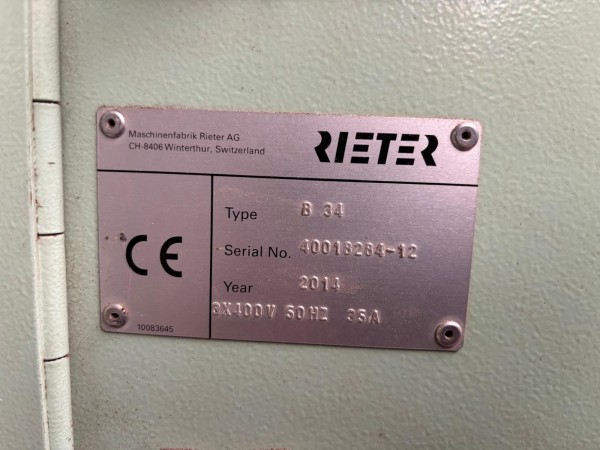 Maschinenfabrik Rieter AG
CH-8406 Winterthur, Switzerland
RIETER
Type B 34
Serial No. 40018284-12
Year 2014
3X400V 50HZ 35A
CE
10083645